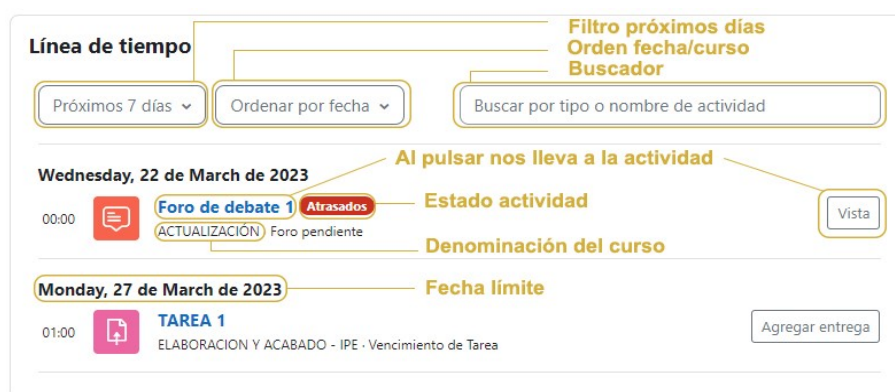 Filtro próximos días
Línea de tiempo
Orden fecha/curso
Buscador
Próximos 7 días
Ordenar por fecha
Buscar por tipo o nombre de actividad
Al pulsar nos lleva a la actividad
Wednesday, 22 de March de 2023
00:00
Foro de debate 1
Atrasados
Estado actividad
Vista
ACTUALIZACIÓN Foro pendiente
Denominación del curso
Monday, 27 de March de 2023
Fecha límite
01:00
TAREA 1
Agregar entrega
ELABORACION Y ACABADO - IPE · Vencimiento de Tarea